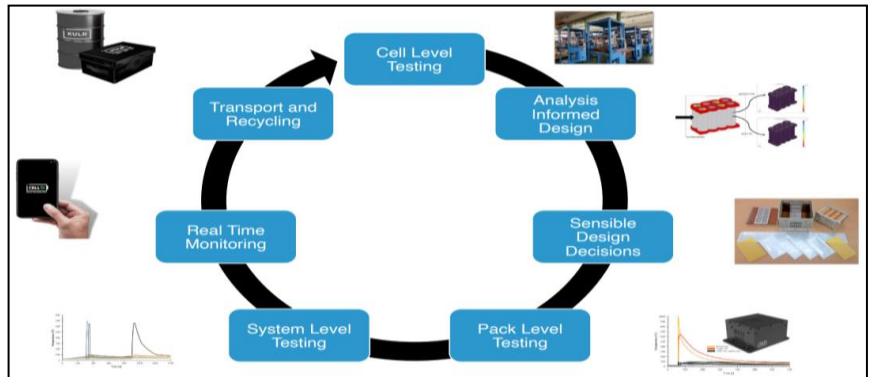 KULR
Cell Level
Testing
Transport and
Recycling
Analysis
Informed
Design
CELL
Real Time
Monitoring
Sensible
Design
Decisions
System Level
Testing
Pack Level
Testing